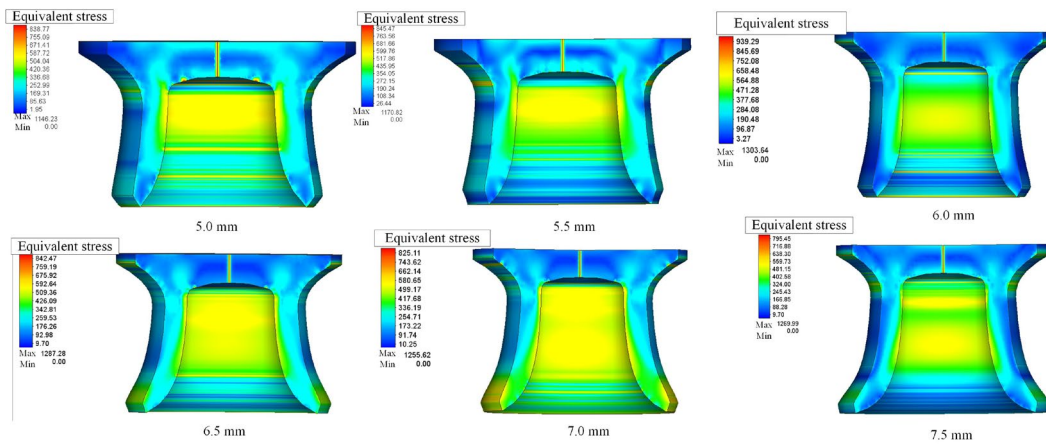 Equivalent stress
838.77
755.09
671.41
587.72
504.04
420.36
336.68
252.99
169.31
85.63
1.95
Max 1146.23
Min 0.00
5.0 mm
Equivalent stress
845.47
763.56
681.66
599.76
517.86
435.95
354.05
272.15
190.24
108.34
26.44
Max 1170.82
Min 0.00
5.5 mm
Equivalent stress
939.29
845.69
752.08
658.48
564.88
471.28
377.68
284.08
190.48
96.87
3.27
Max 1303.64
Min 0.00
6.0 mm
Equivalent stress
842.47
759.19
675.92
592.64
509.36
426.09
342.81
259.53
176.26
92.98
9.70
Max 1287.28
Min 0.00
6.5 mm
Equivalent stress
825.11
743.62
662.14
580.65
499.17
417.68
336.19
254.71
173.22
91.74
10.25
Max 1255.62
Min 0.00
7.0 mm
Equivalent stress
795.45
716.88
638.30
559.73
481.15
402.58
324.00
245.43
166.85
88.28
9.70
Max 1269.99
Min 0.00
7.5 mm